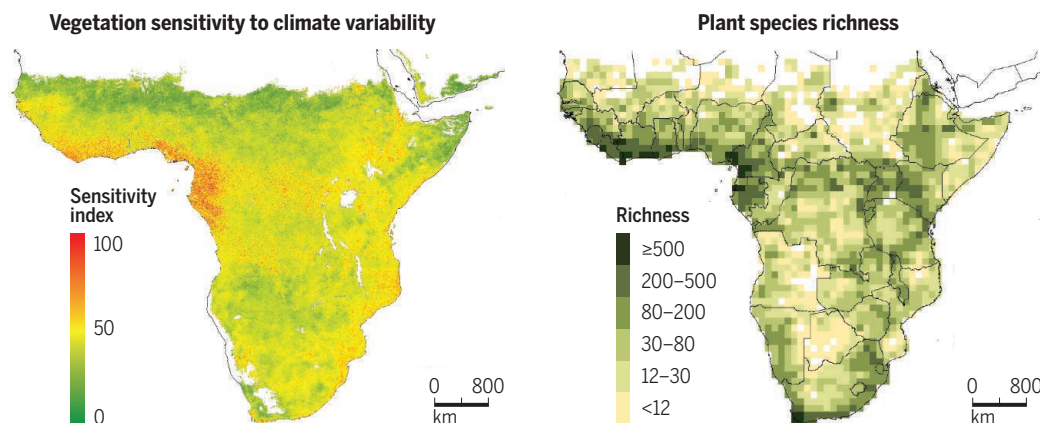 Vegetation sensitivity to climate variability
Sensitivity
index
100
50
0
0 800
km
Plant species richness
Richness
≥500
200–500
80–200
30–80
12–30
<12
0 800
km